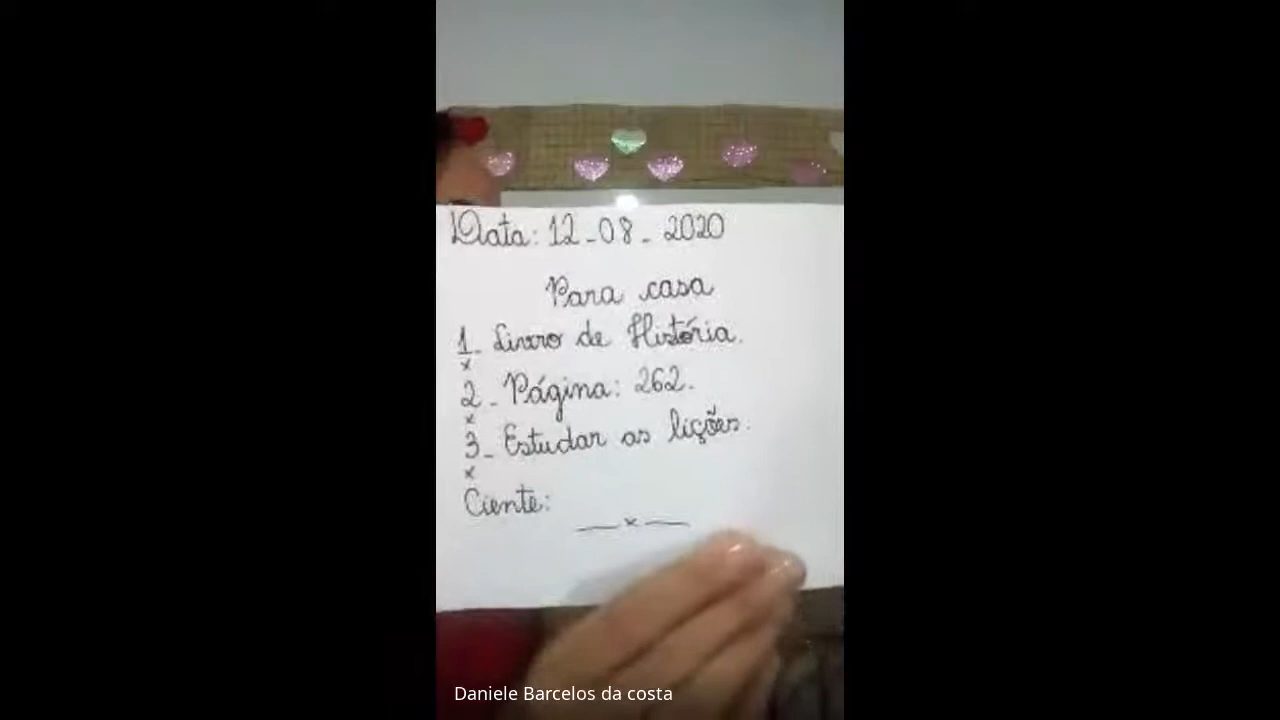 Data: 12-08-2020
Para casa
1- Livro de História.
x
2- Página: 262.
x
3- Estudar as lições.
x
Ciente:
—x—
Daniele Barcelos da costa